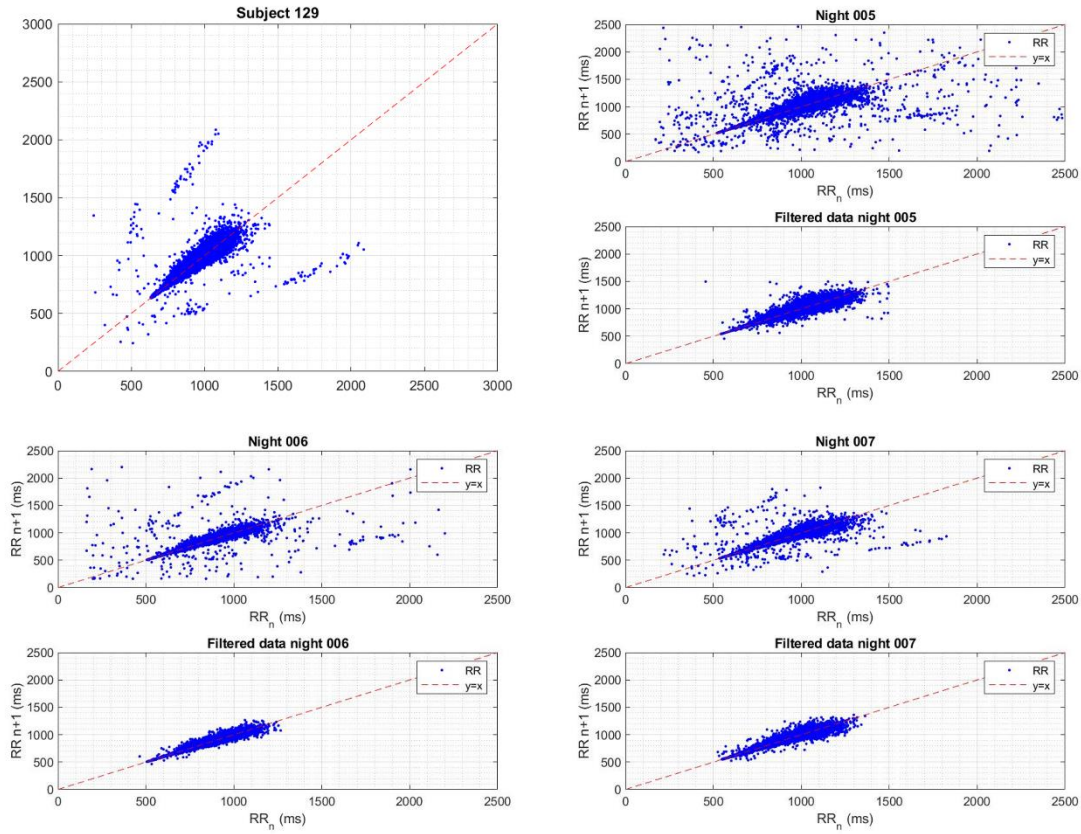 Subject 129
3000
2500
2000
1500
1000
500
0
0 500 1000 1500 2000 2500 3000
Night 005
RR n+1 (ms)
2500
2000
1500
1000
500
0
RR
y=x
0 500 1000 1500 2000 2500
RRn (ms)
Filtered data night 005
RR n+1 (ms)
2500
2000
1500
1000
500
0
RR
y=x
0 500 1000 1500 2000 2500
RRn (ms)
Night 006
RR n+1 (ms)
2500
2000
1500
1000
500
0
RR
y=x
0 500 1000 1500 2000 2500
RRn (ms)
Filtered data night 006
RR n+1 (ms)
2500
2000
1500
1000
500
0
RR
y=x
0 500 1000 1500 2000 2500
RRn (ms)
Night 007
RR n+1 (ms)
2500
2000
1500
1000
500
0
RR
y=x
0 500 1000 1500 2000 2500
RRn (ms)
Filtered data night 007
RR n+1 (ms)
2500
2000
1500
1000
500
0
RR
y=x
0 500 1000 1500 2000 2500
RRn (ms)